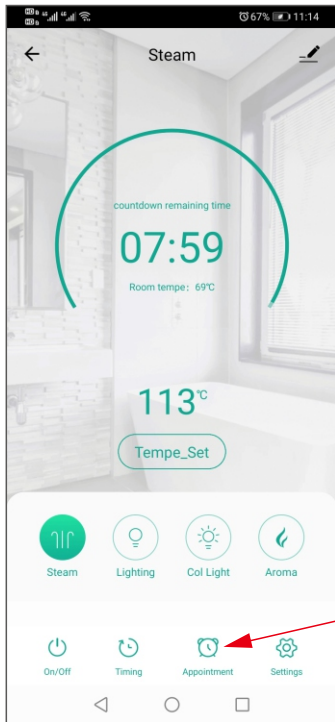 67% 11:14
Steam
countdown remaining time
07:59
Room tempe: 69℃
113℃
Tempe_Set
Steam Lighting Col Light Aroma
On/Off Timing Appointment Settings